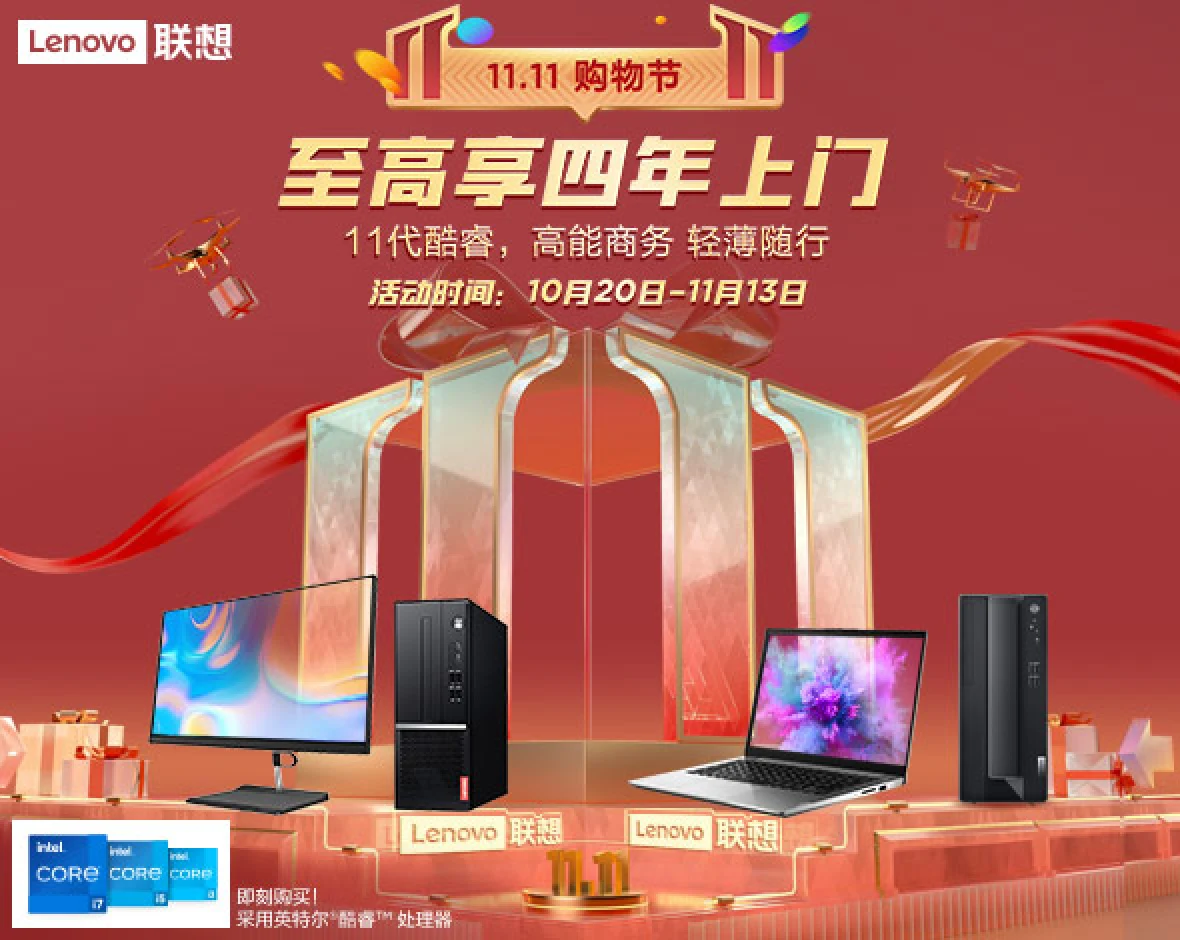 Lenovo 联想
11.11 购物节
至高享四年上门
11代酷睿，高能商务 轻薄随行
活动时间：10月20日-11月13日
Lenovo 联想
Lenovo 联想
11.11
intel. CORE i7
intel. CORE i5
intel. CORE i3
即刻购买！
采用英特尔®酷睿™ 处理器